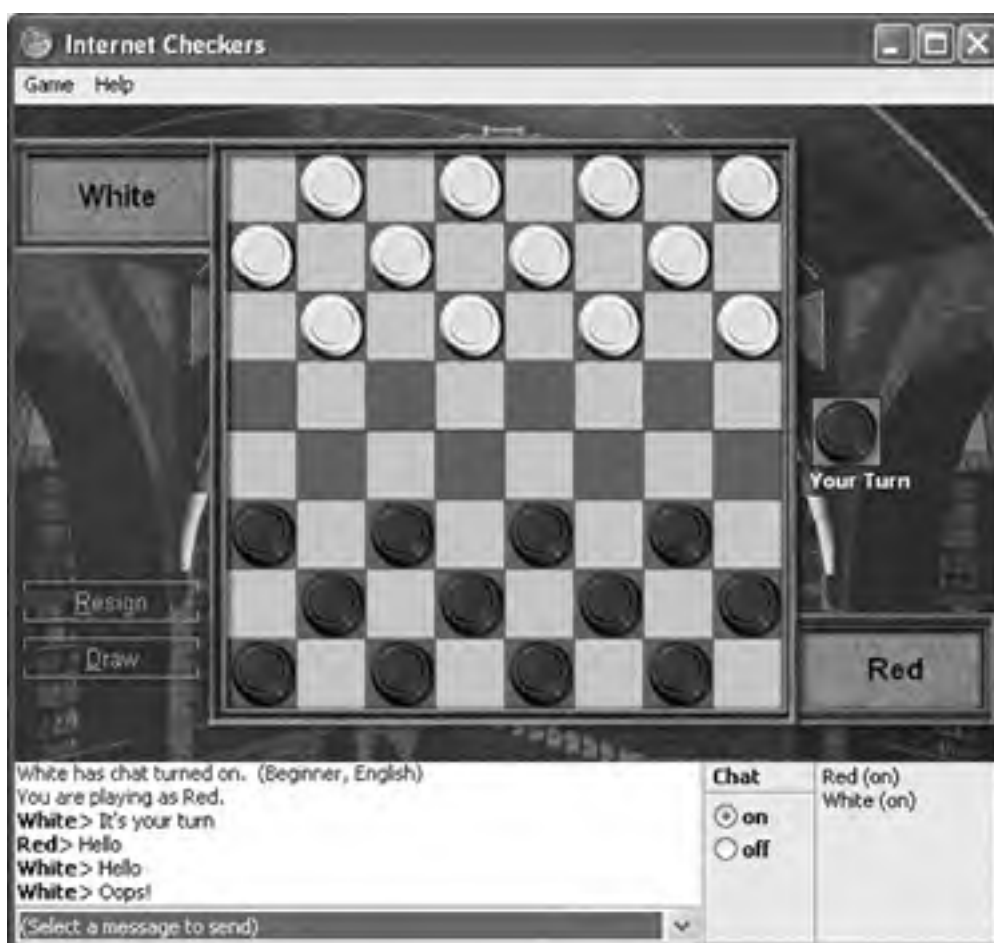 Internet Checkers
Game Help
White
Your Turn
Resign
Draw
Red
White has chat turned on. (Beginner, English)
You are playing as Red.
White> It's your turn
Red> Hello
White> Hello
White> Oops!
(Select a message to send)
Chat
on
off
Red (on)
White (on)